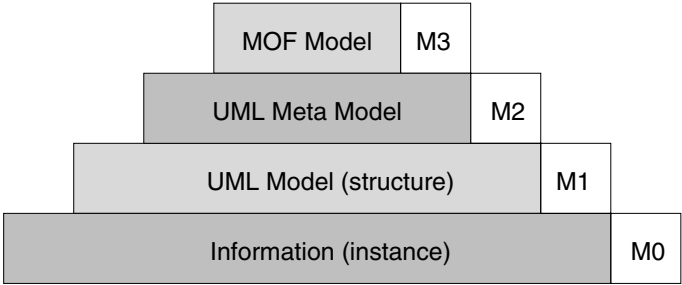 MOF Model M3
UML Meta Model M2
UML Model (structure) M1
Information (instance) M0